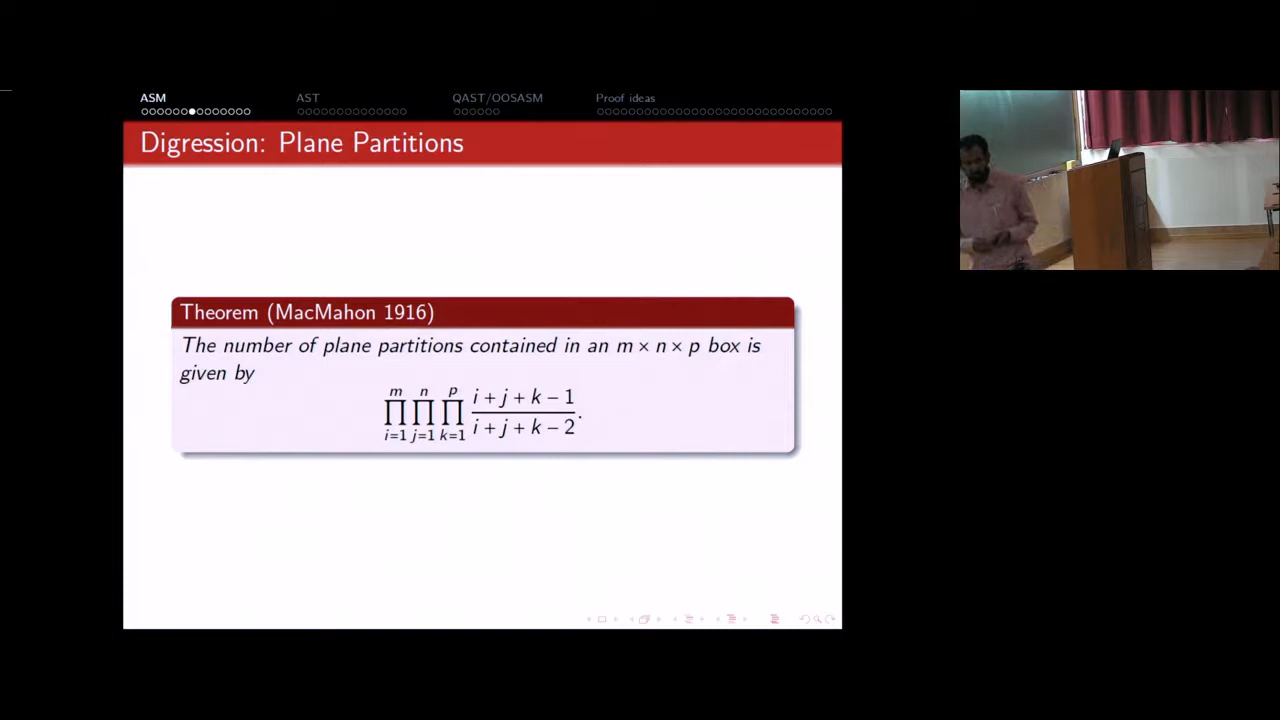 ASM AST QAST/OOSASM Proof ideas
Digression: Plane Partitions
Theorem (MacMahon 1916)
The number of plane partitions contained in an m × n × p box is
given by
∏_{i=1}^{m} ∏_{j=1}^{n} ∏_{k=1}^{p} (i + j + k − 1)/(i + j + k − 2).